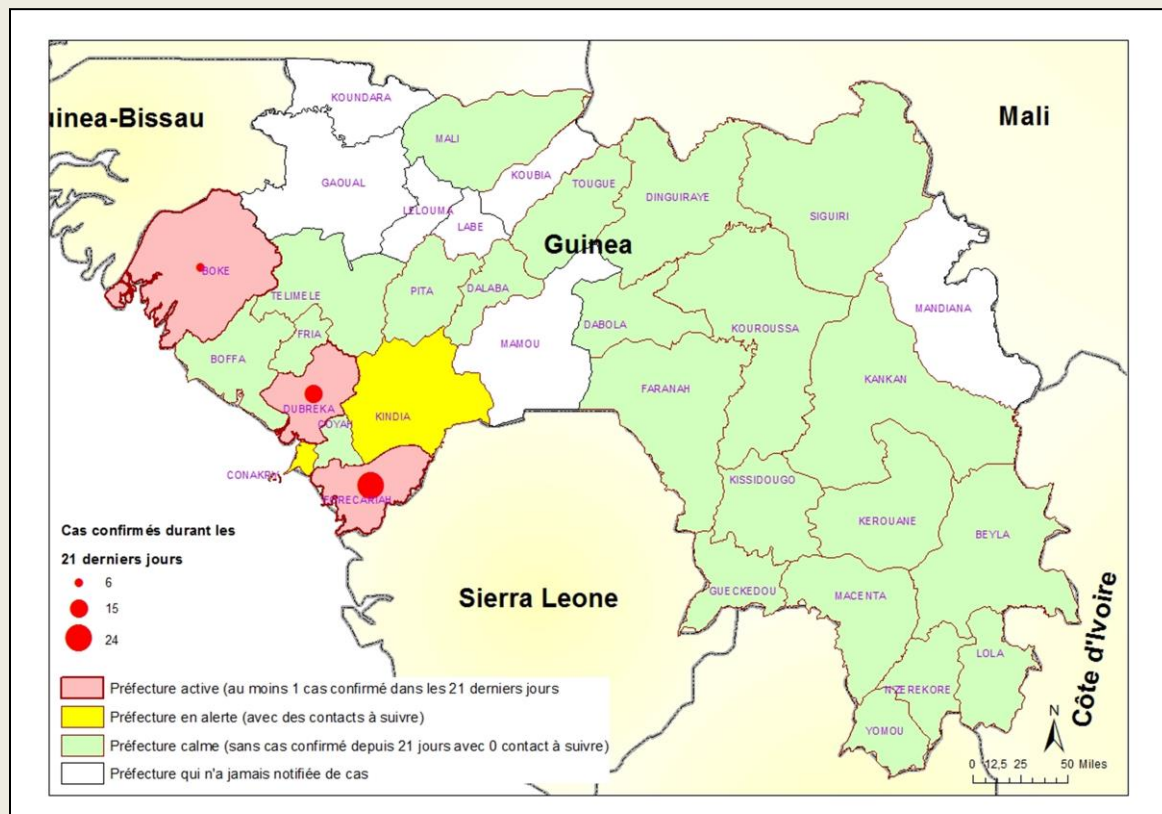 uinea-Bissau
Mali
KOUNDARA
MALI
KOUBIA
GAOUAL
TOUGUE
DINGUIRAYE
LELOUMA
LABE
SIGUIRI
Guinea
BOKE
TELIMELE
PITA
DALABA
MANDIANA
DABOLA
KOUROUSSA
FRIA
MAMOU
BOFFA
KANKAN
FARANAH
DUBREKA
KINDIA
COYAH
CONAKRY
FORECARIAH
KISSIDOUGO
KEROUANE
BEYLA
GUECKEDOU
MACENTA
Sierra Leone
LOLA
N'ZEREKORE
YOMOU
Côte d'Ivoire
Cas confirmés durant les
21 derniers jours
6
15
24
Préfecture active (au moins 1 cas confirmé dans les 21 derniers jours
Préfecture en alerte (avec des contacts à suivre)
Préfecture calme (sans cas confirmé depuis 21 jours avec 0 contact à suivre)
Préfecture qui n'a jamais notifiée de cas
N
0 12,5 25 50 Miles